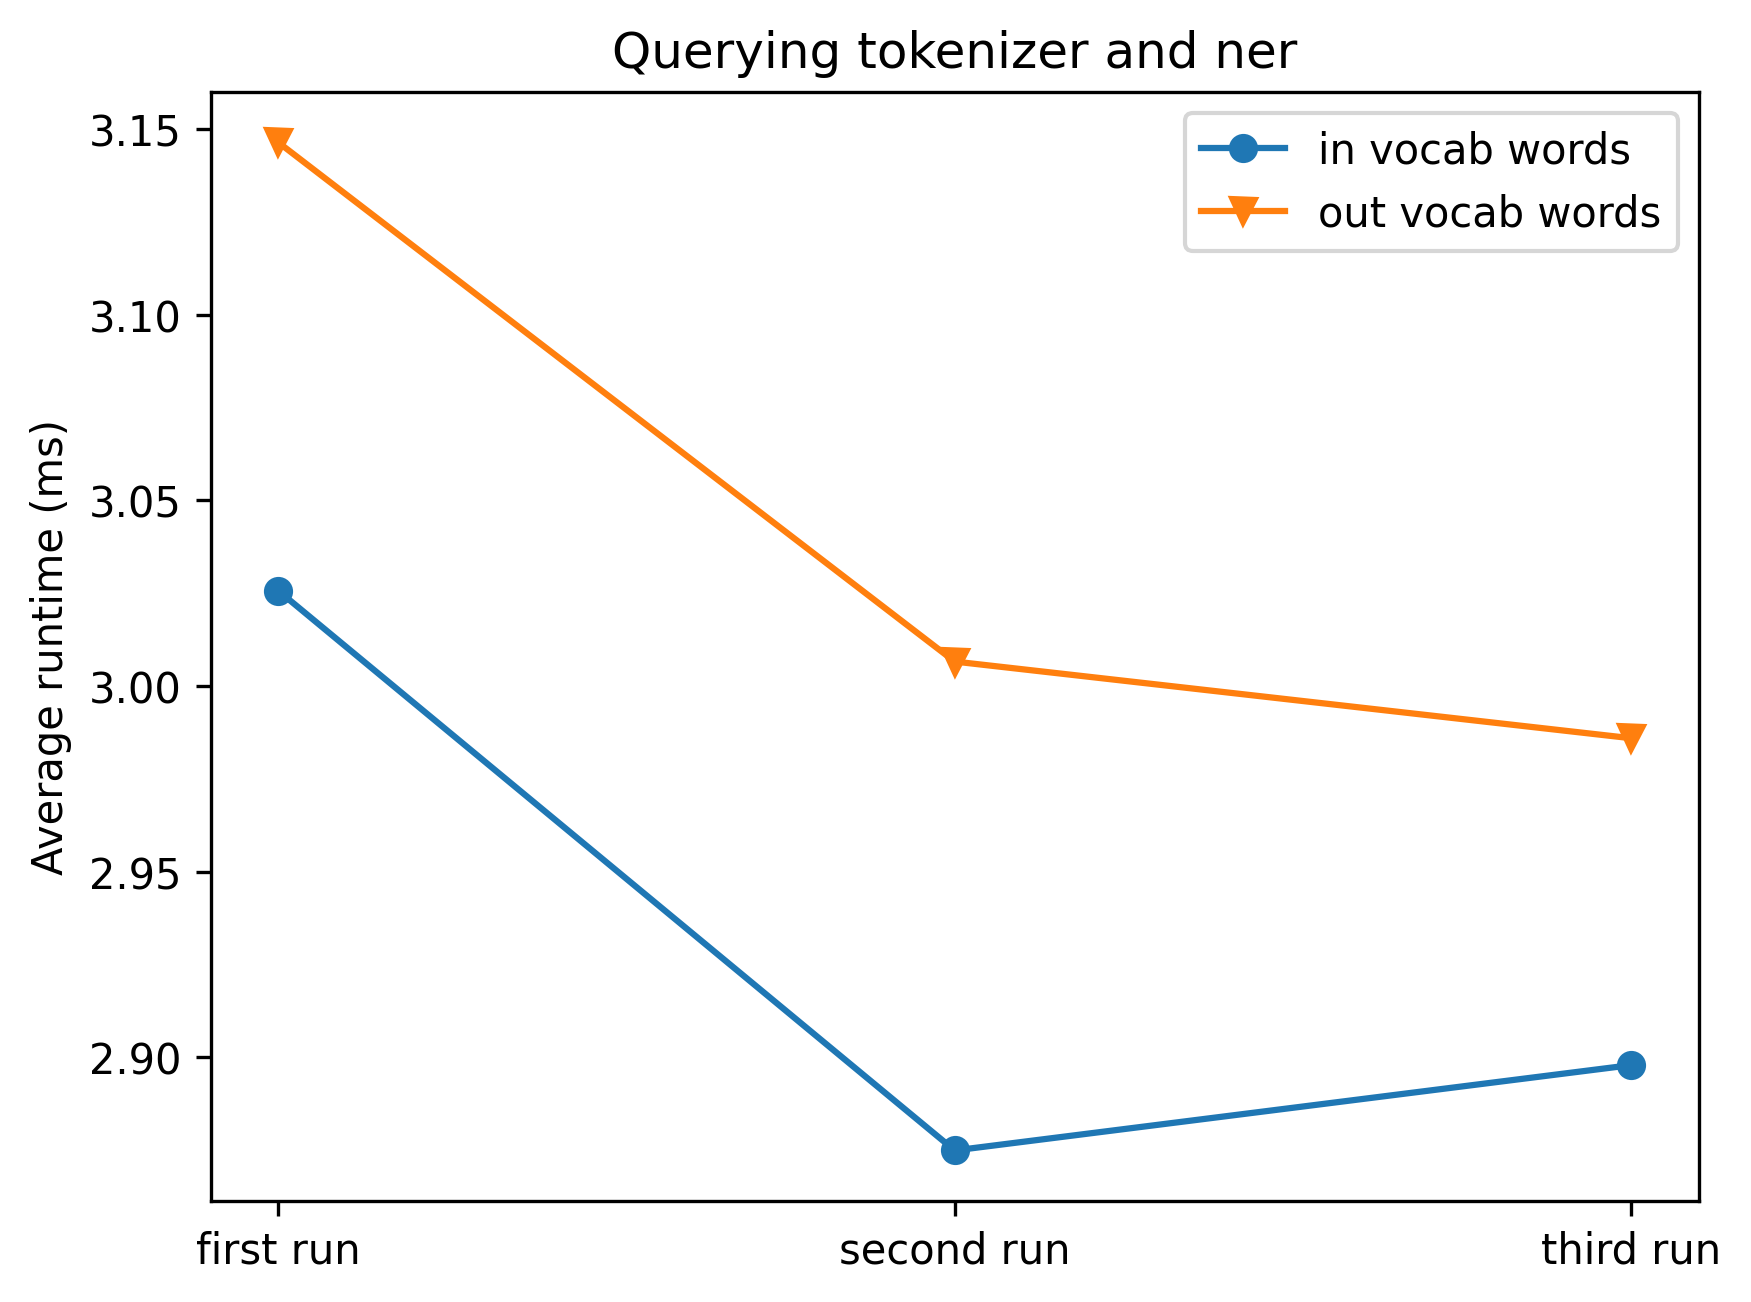 Querying tokenizer and ner
in vocab words
out vocab words
Average runtime (ms)
3.15
3.10
3.05
3.00
2.95
2.90
first run
second run
third run